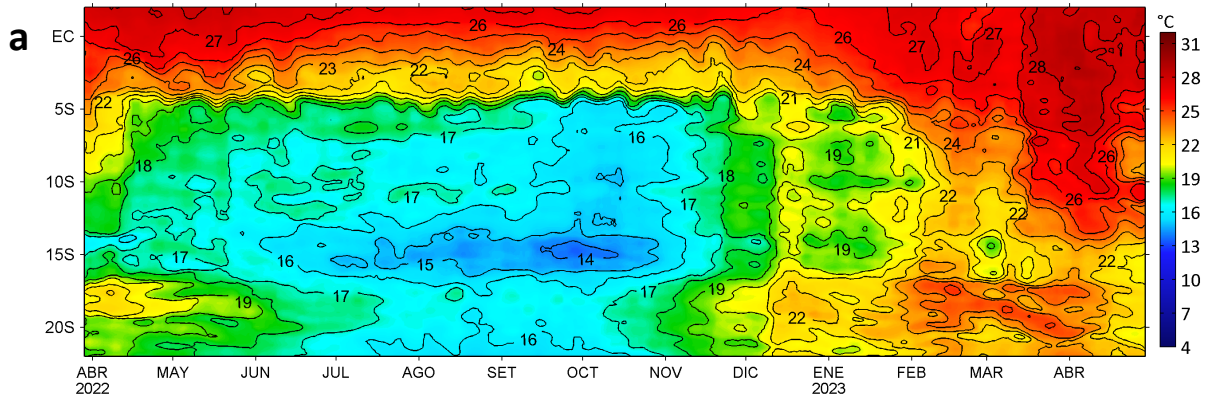 a
°C
EC
5S
10S
15S
20S
26 27 26 26 26 27 27
26 24 24 28
23 22
22 21
17 16 21 24 26
18 19
18
17 17 22 22 26
17 16 15 14 19 22
19 17 17 19
16 22
31
28
25
22
19
16
13
10
7
4
ABR MAY JUN JUL AGO SET OCT NOV DIC ENE FEB MAR ABR
2022 2023